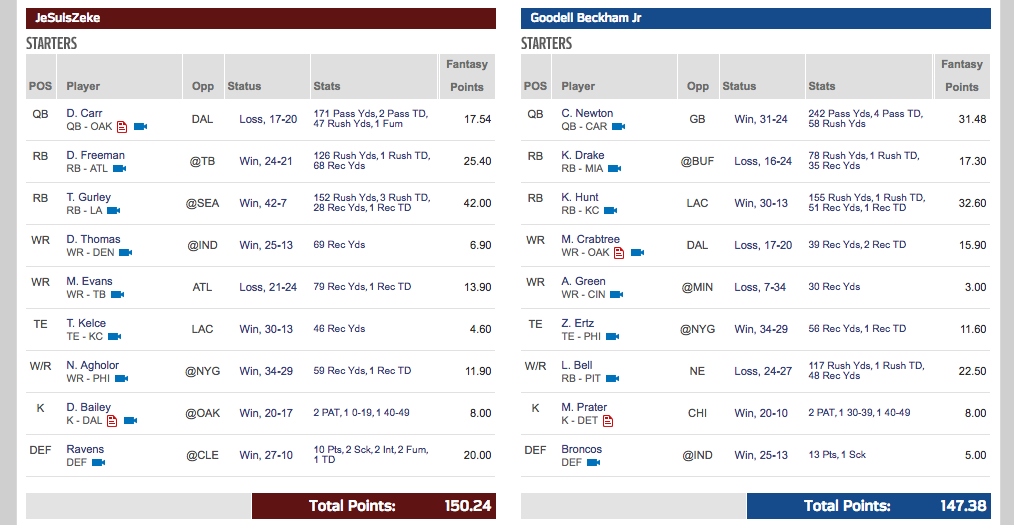 JeSuisZeke
STARTERS
POS Player Opp Status Stats Fantasy Points
QB D. Carr DAL Loss, 17-20 171 Pass Yds, 2 Pass TD, 17.54
QB - OAK 47 Rush Yds, 1 Fum
RB D. Freeman @TB Win, 24-21 126 Rush Yds, 1 Rush TD, 25.40
RB - ATL 68 Rec Yds
RB T. Gurley @SEA Win, 42-7 152 Rush Yds, 3 Rush TD, 42.00
RB - LA 28 Rec Yds, 1 Rec TD
WR D. Thomas @IND Win, 25-13 69 Rec Yds 6.90
WR - DEN
WR M. Evans ATL Loss, 21-24 79 Rec Yds, 1 Rec TD 13.90
WR - TB
TE T. Kelce LAC Win, 30-13 46 Rec Yds 4.60
TE - KC
W/R N. Agholor @NYG Win, 34-29 59 Rec Yds, 1 Rec TD 11.90
WR - PHI
K D. Bailey @OAK Win, 20-17 2 PAT, 1 0-19, 1 40-49 8.00
K - DAL
DEF Ravens @CLE Win, 27-10 10 Pts, 2 Sck, 2 Int, 2 Fum, 20.00
DEF 1 TD
Total Points: 150.24
Goodell Beckham Jr
STARTERS
POS Player Opp Status Stats Fantasy Points
QB C. Newton GB Win, 31-24 242 Pass Yds, 4 Pass TD, 31.48
QB - CAR 58 Rush Yds
RB K. Drake @BUF Loss, 16-24 78 Rush Yds, 1 Rush TD, 17.30
RB - MIA 35 Rec Yds
RB K. Hunt LAC Win, 30-13 155 Rush Yds, 1 Rush TD, 32.60
RB - KC 51 Rec Yds, 1 Rec TD
WR M. Crabtree DAL Loss, 17-20 39 Rec Yds, 2 Rec TD 15.90
WR - OAK
WR A. Green @MIN Loss, 7-34 30 Rec Yds 3.00
WR - CIN
TE Z. Ertz @NYG Win, 34-29 56 Rec Yds, 1 Rec TD 11.60
TE - PHI
W/R L. Bell NE Loss, 24-27 117 Rush Yds, 1 Rush TD, 22.50
RB - PIT 48 Rec Yds
K M. Prater CHI Win, 20-10 2 PAT, 1 30-39, 1 40-49 8.00
K - DET
DEF Broncos @IND Win, 25-13 13 Pts, 1 Sck 5.00
DEF
Total Points: 147.38